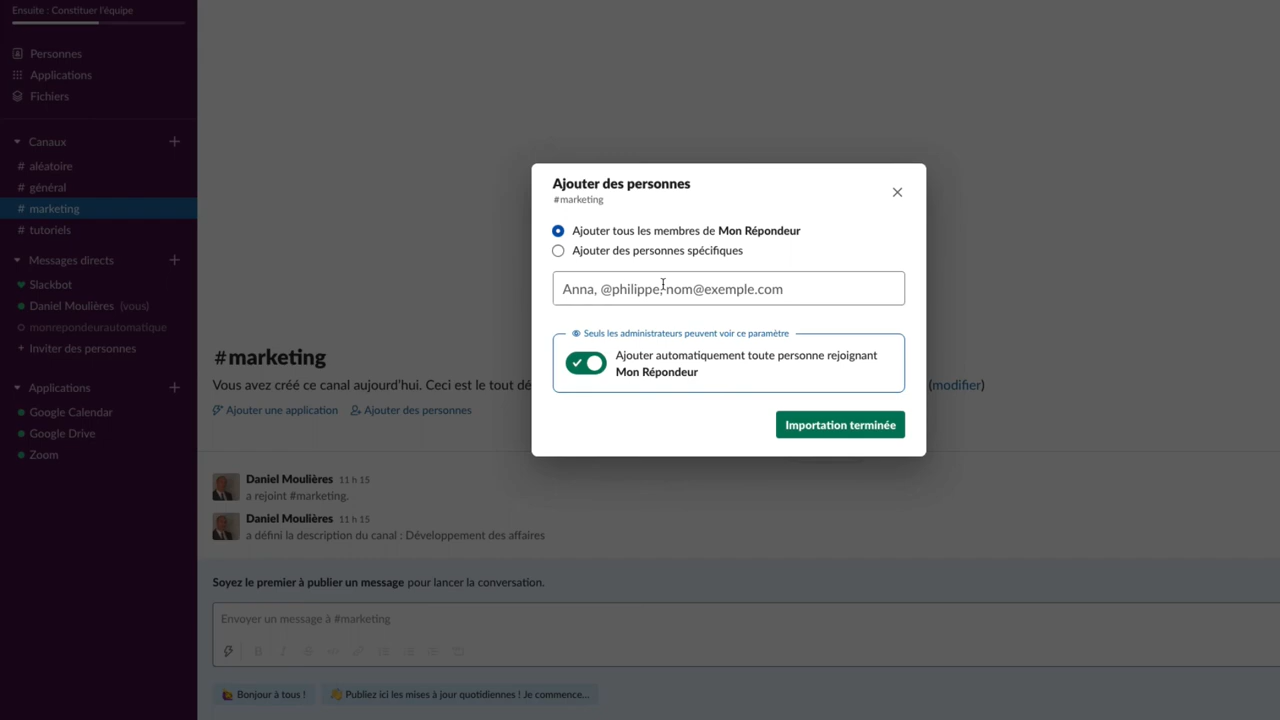 Ensuite : Constituer l'équipe
Personnes
Applications
Fichiers
Canaux
# aléatoire
# général
# marketing
# tutoriels
Messages directs
Slackbot
Daniel Moulières (vous)
monrepondeurautomatique
+ Inviter des personnes
Applications
Google Calendar
Google Drive
Zoom
Ajouter des personnes
#marketing
Ajouter tous les membres de Mon Répondeur
Ajouter des personnes spécifiques
Anna, @philippe, nom@exemple.com
Seuls les administrateurs peuvent voir ce paramètre
Ajouter automatiquement toute personne rejoignant
Mon Répondeur
Importation terminée
#marketing
Vous avez créé ce canal aujourd'hui. Ceci est le tout dé (modifier)
Ajouter une application Ajouter des personnes
Daniel Moulières 11 h 15
a rejoint #marketing.
Daniel Moulières 11 h 15
a défini la description du canal : Développement des affaires
Soyez le premier à publier un message pour lancer la conversation.
Envoyer un message à #marketing
Bonjour à tous !
Publiez ici les mises à jour quotidiennes ! Je commence...